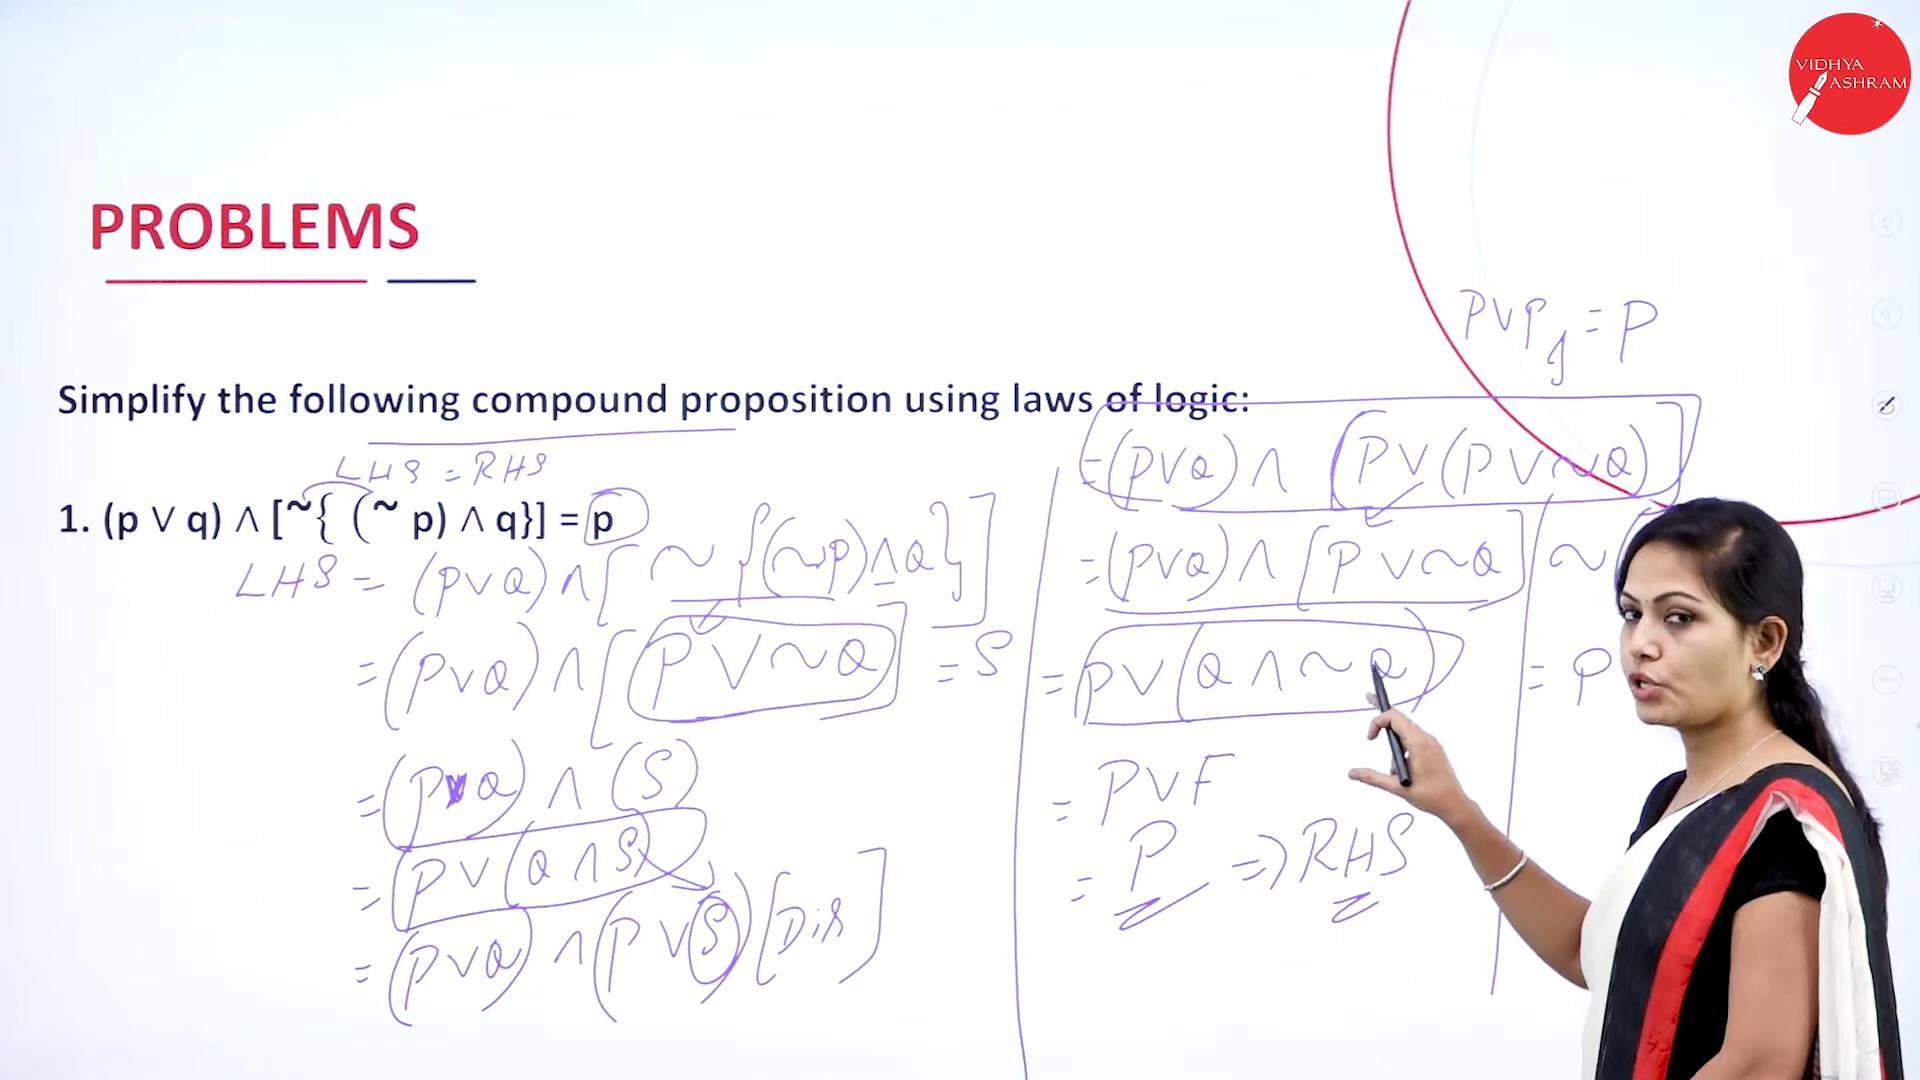 VIDHYA
ASHRAM
PROBLEMS
Simplify the following compound proposition using laws of logic:
LHS = RHS
1. (p ∨ q) ∧ [~{ (~ p) ∧ q}] = p
LHS = (P∨Q) ∧ [~{(~P)∧Q}]
= (P∨Q) ∧ [P∨~Q] = S
= (P∨Q) ∧ (S)
= P∨(Q∧S)
= (P∨Q) ∧ (P∨S) [Dis]
P∨P = P
= (P∨Q) ∧ [P∨(P∨~Q)]
= (P∨Q) ∧ [P∨~Q]
= P∨(Q∧~Q)
= P∨F
= P ⇒ RHS
~(
= P